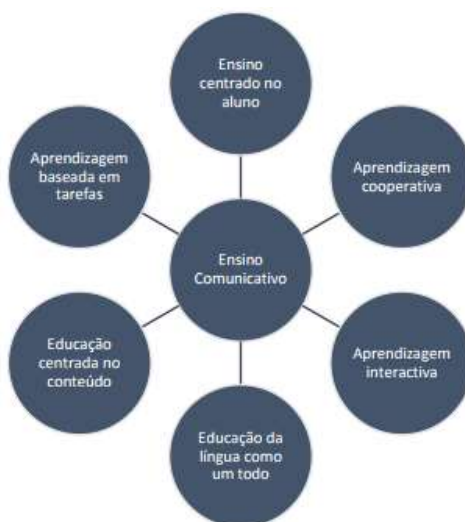 Ensino
centrado no
aluno
Aprendizagem
cooperativa
Aprendizagem
interactiva
Educação da
língua como
um todo
Educação
centrada no
conteúdo
Aprendizagem
baseada em
tarefas
Ensino
Comunicativo